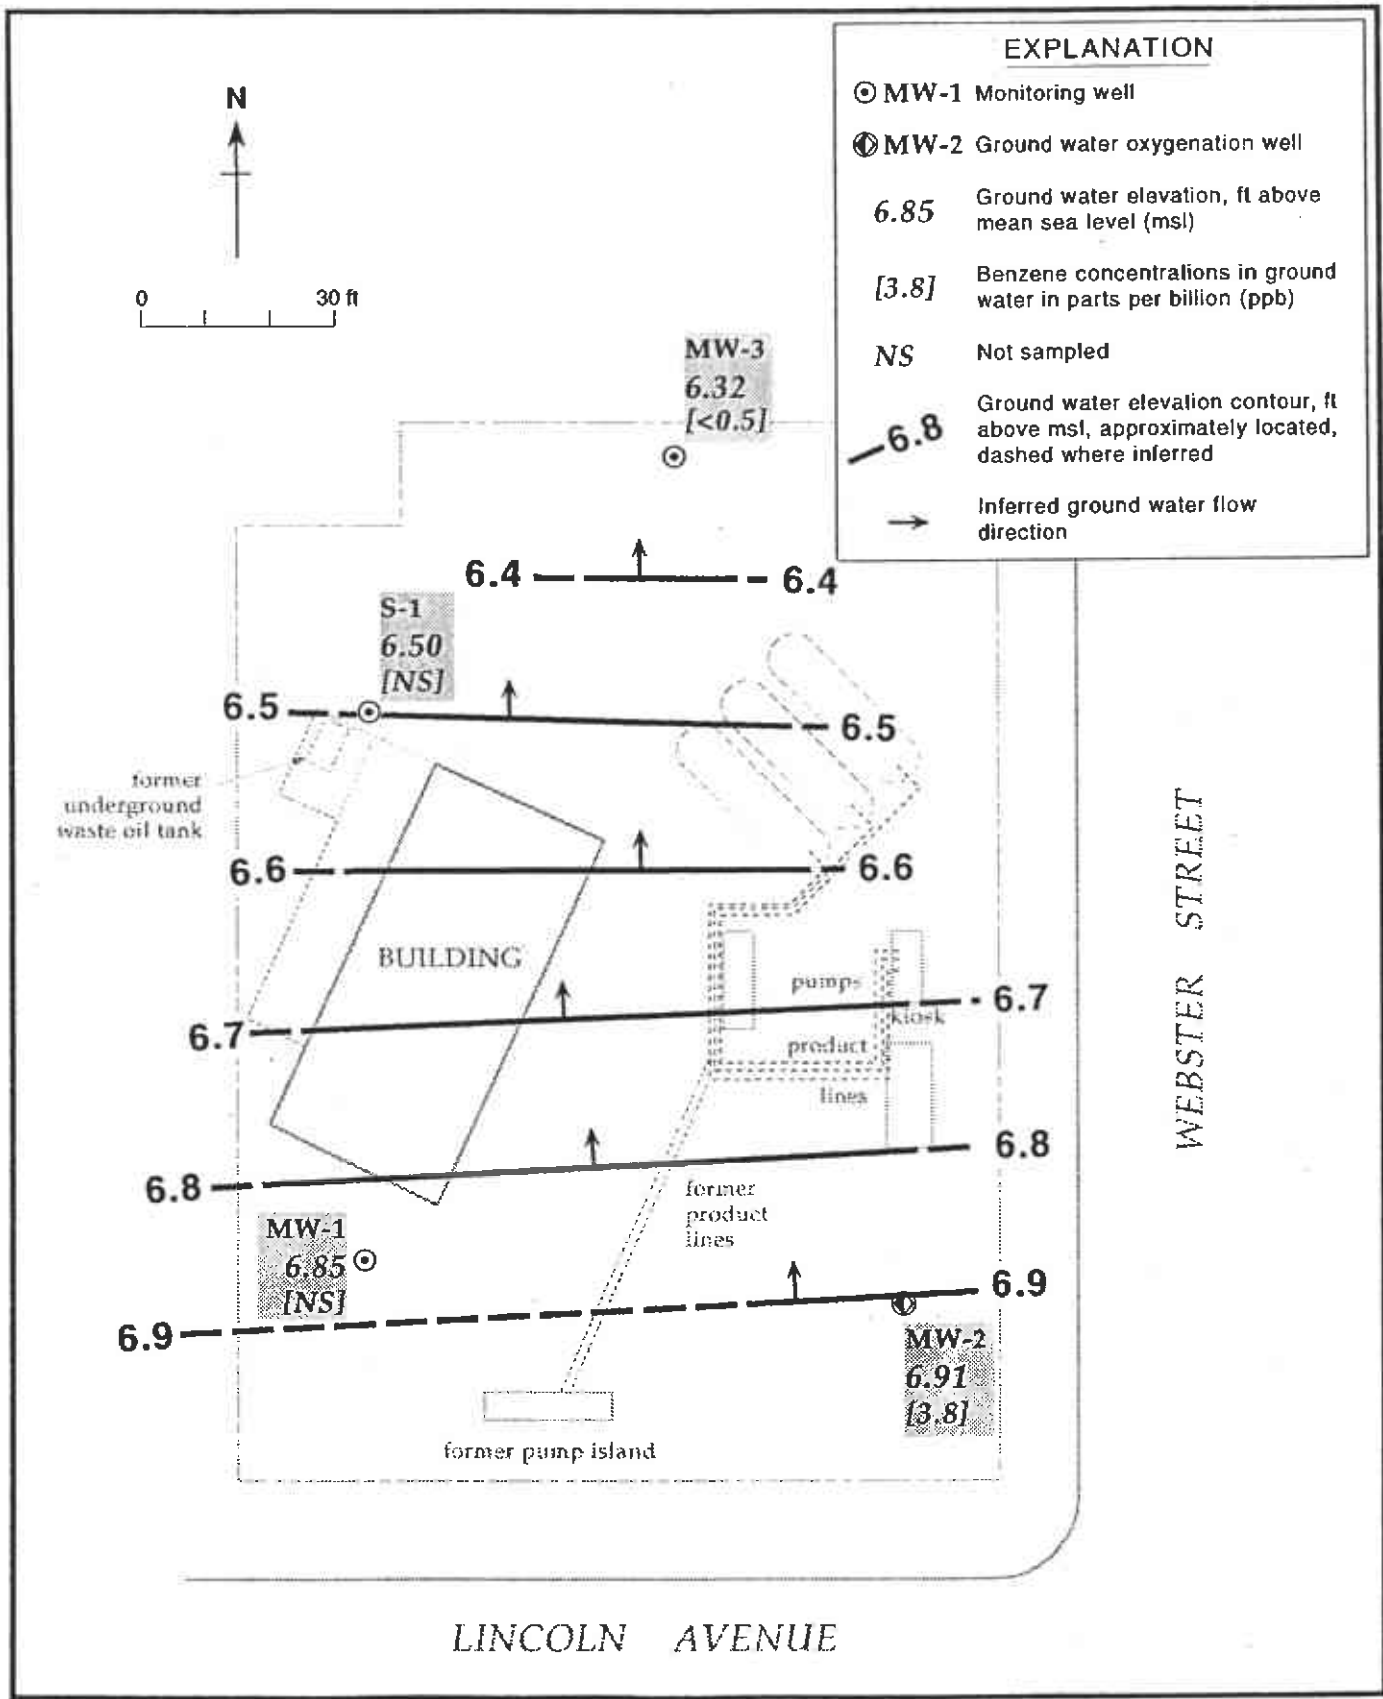 EXPLANATION
MW-1 Monitoring well
MW-2 Ground water oxygenation well
6.85 Ground water elevation, ft above
mean sea level (msl)
[3.8] Benzene concentrations in ground
water in parts per billion (ppb)
NS Not sampled
6.8 Ground water elevation contour, ft
above msl, approximately located,
dashed where inferred
Inferred ground water flow
direction
N
0 30 ft
MW-3
6.32
[<0.5]
6.4 6.4
S-1
6.50
[NS]
6.5 6.5
former
underground
waste oil tank
6.6 6.6
BUILDING
pumps
6.7 6.7
kiosk
product
lines
6.8 6.8
former
product
lines
MW-1
6.85
[NS]
6.9 6.9
MW-2
6.91
[3.8]
former pump island
WEBSTER STREET
LINCOLN AVENUE